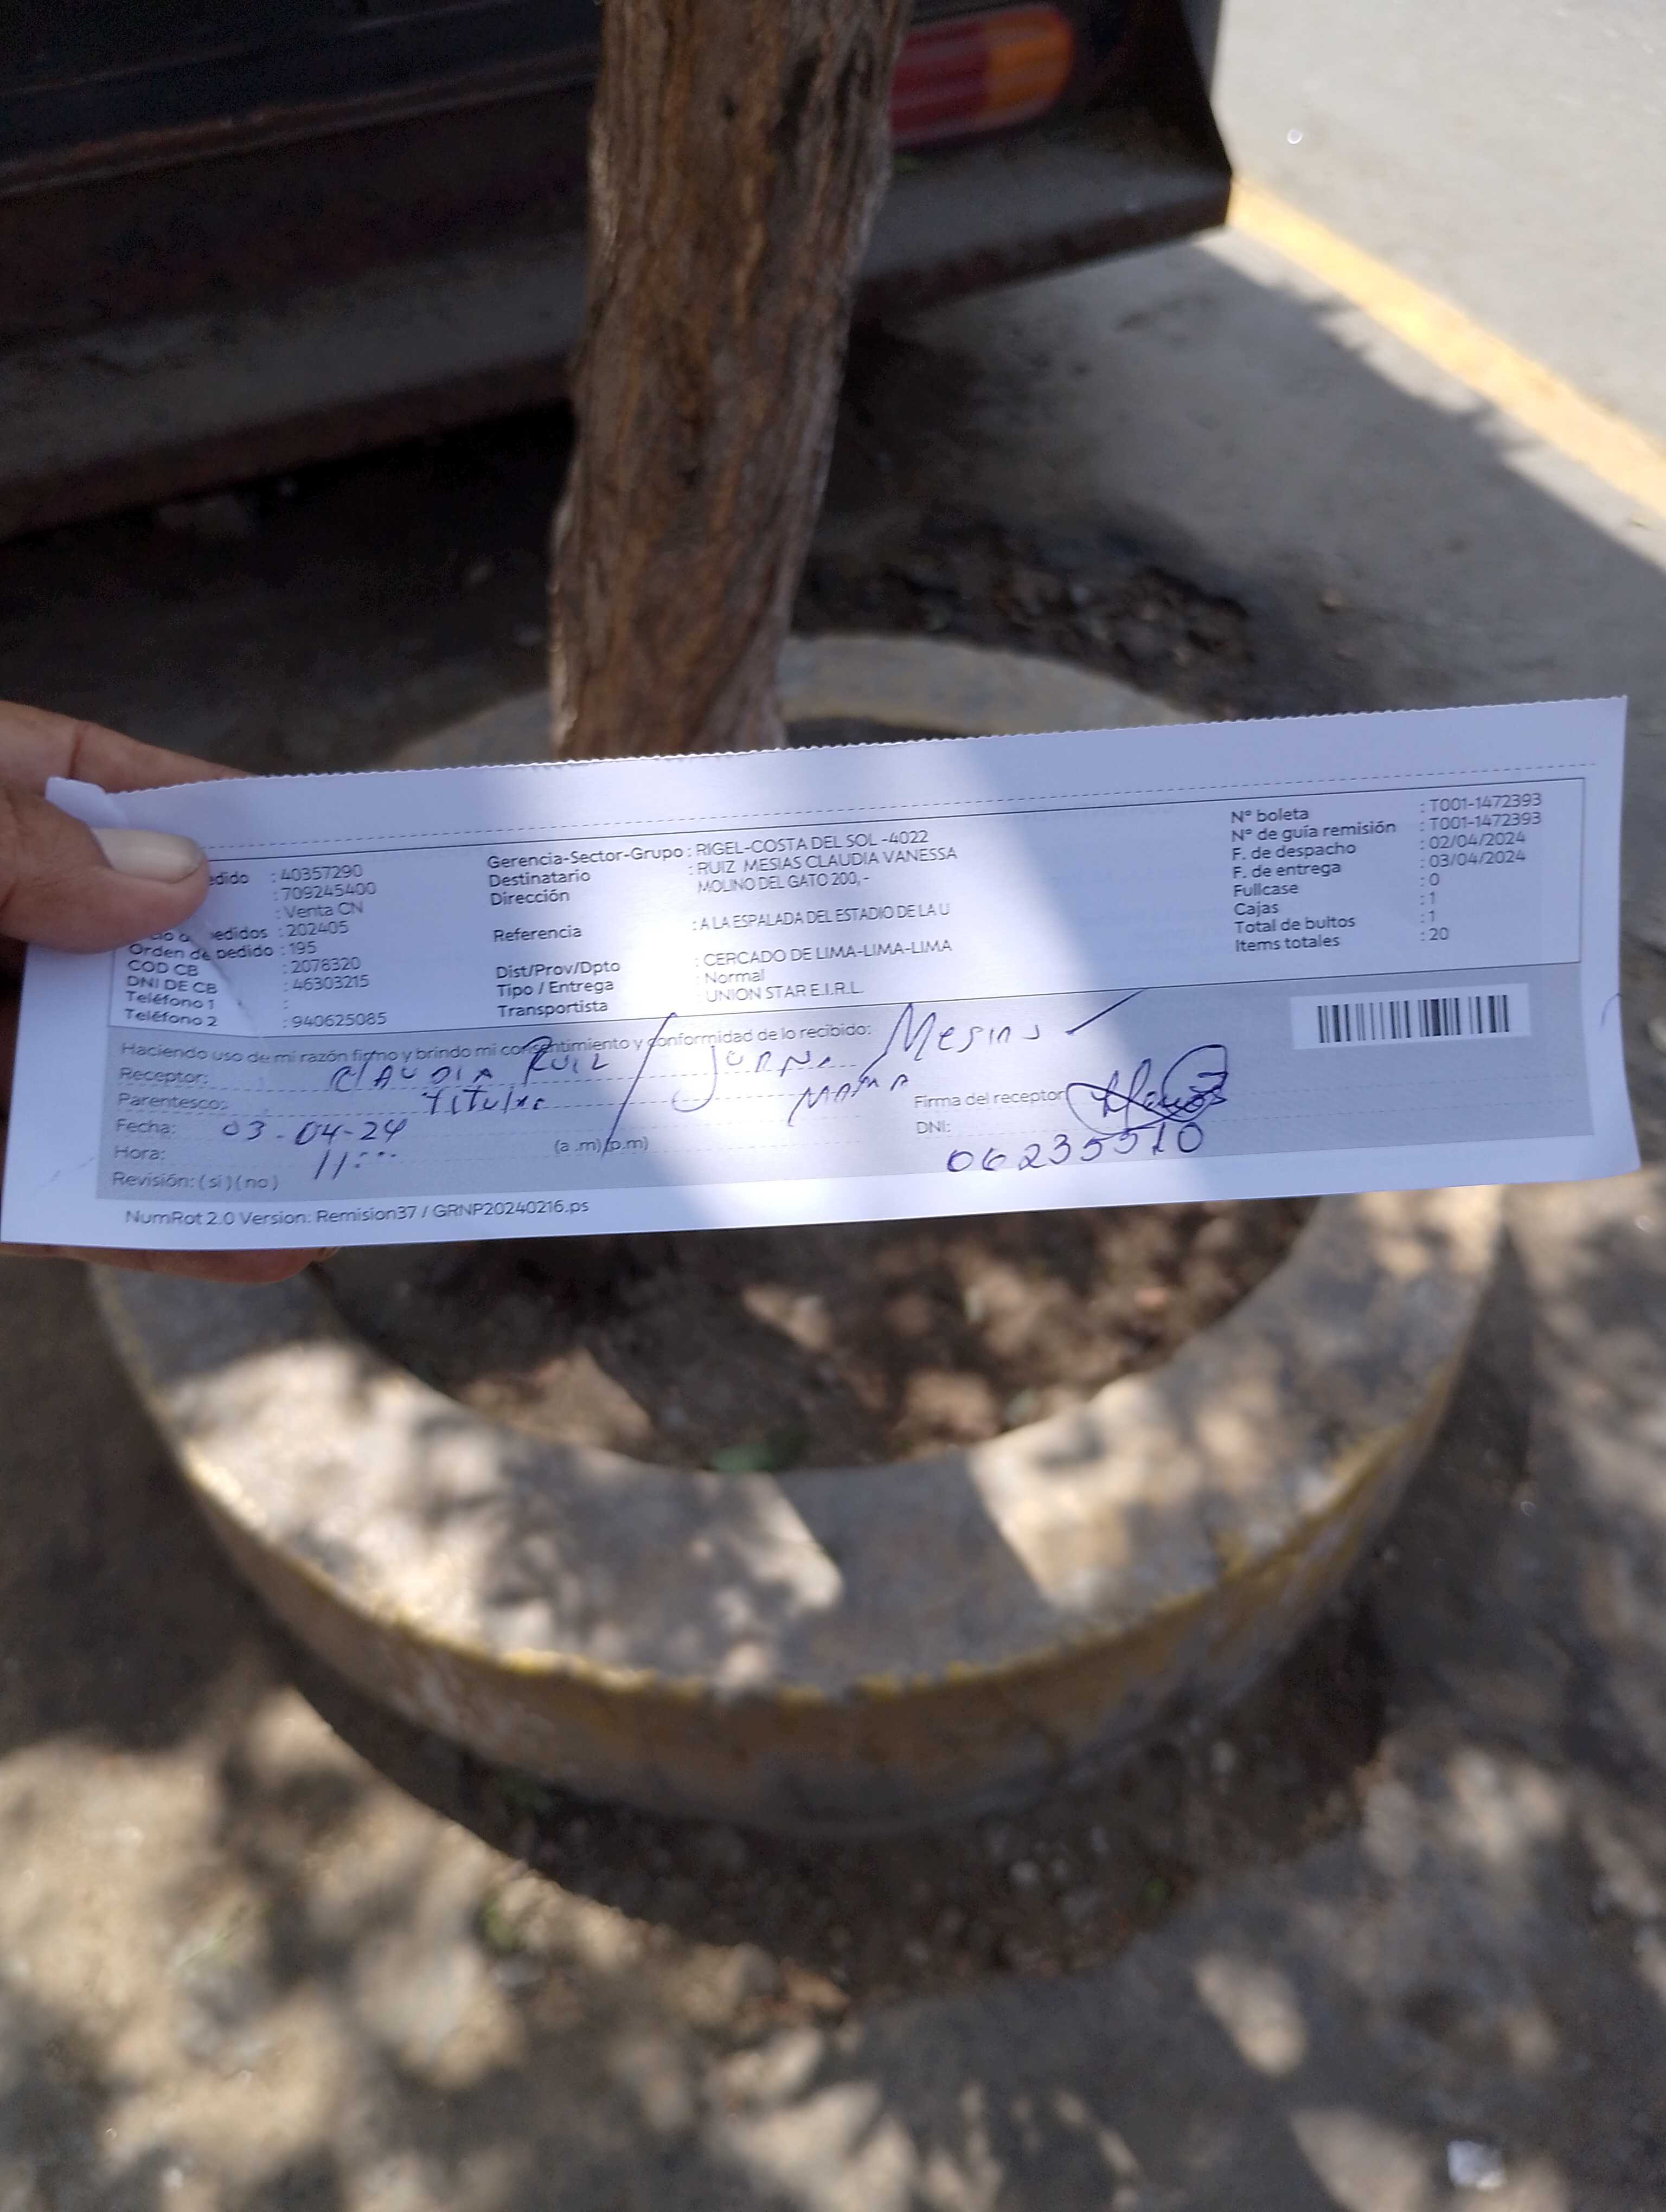 edido : 40357290
: 709245400
: Venta CN
edidos : 202405
Orden de pedido : 195
COD CB : 2078320
DNI DE CB : 46303215
Teléfono 1 :
Teléfono 2 : 940625085
Gerencia-Sector-Grupo : RIGEL-COSTA DEL SOL -4022
Destinatario : RUIZ MESIAS CLAUDIA VANESSA
Dirección MOLINO DEL GATO 200,-
Referencia : A LA ESPALADA DEL ESTADIO DE LA U
Dist/Prov/Dpto : CERCADO DE LIMA-LIMA-LIMA
Tipo / Entrega : Normal
Transportista : UNION STAR E.I.R.L.
N° boleta : T001-1472393
N° de guía remisión : T001-1472393
F. de despacho : 02/04/2024
F. de entrega : 03/04/2024
Fullcase : 0
Cajas : 1
Total de bultos : 1
Items totales : 20
Haciendo uso de mi razón firmo y brindo mi consentimiento y conformidad de lo recibido:
Receptor: CLAUDIA RUIZ / Mesias
Parentesco: Titular MAMA
Fecha: 03-04-24
Hora: 11:00 (a.m)(p.m)
Revisión: (si) (no)
Firma del receptor
DNI: 06235510
NumRot 2.0 Version: Remision37 / GRNP20240216.ps